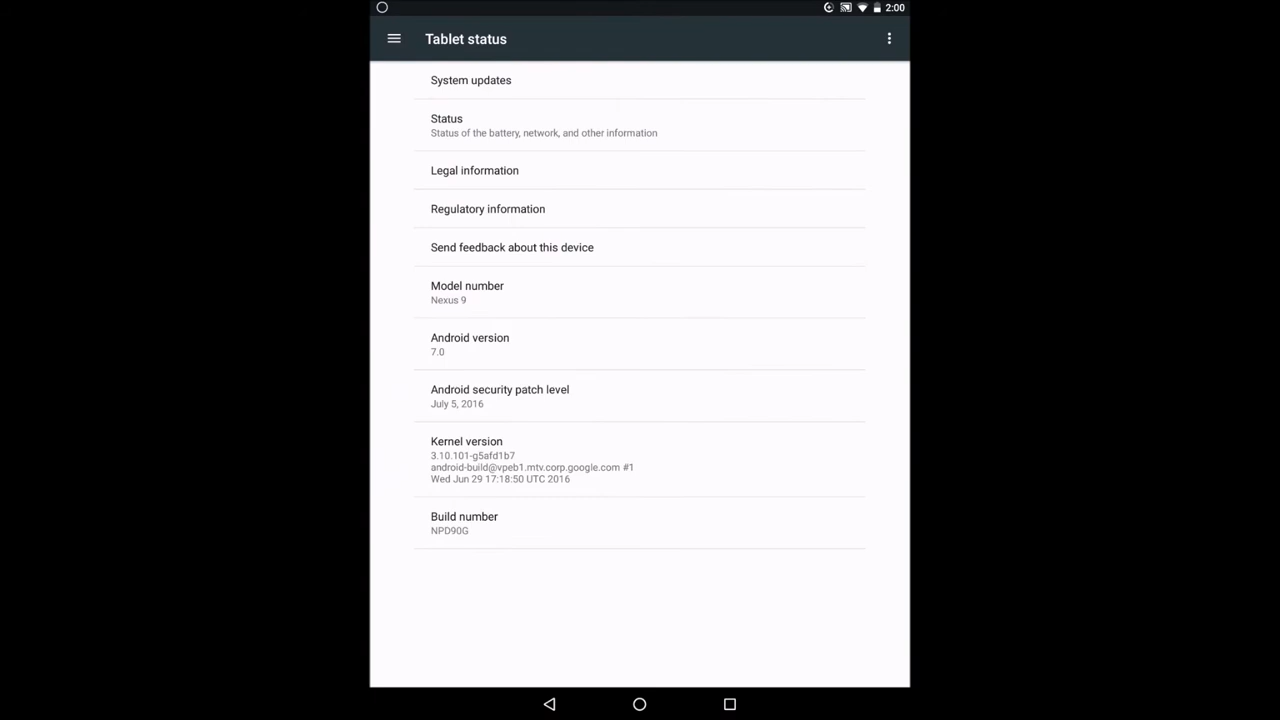 2:00
Tablet status
System updates
Status
Status of the battery, network, and other information
Legal information
Regulatory information
Send feedback about this device
Model number
Nexus 9
Android version
7.0
Android security patch level
July 5, 2016
Kernel version
3.10.101-g5afd1b7
android-build@vpeb1.mtv.corp.google.com #1
Wed Jun 29 17:18:50 UTC 2016
Build number
NPD90G